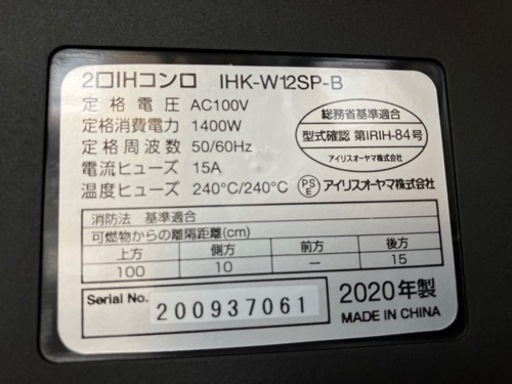 2口IHコンロ IHK-W12SP-B
定格電圧 AC100V
定格消費電力 1400W
定格周波数 50/60Hz
電流ヒューズ 15A
温度ヒューズ 240℃/240℃
総務省基準適合
型式確認 第IRIH-84号
アイリスオーヤマ株式会社
PS
E
アイリスオーヤマ株式会社
消防法 基準適合
可燃物からの離隔距離(cm)
上方 側方 前方 後方
100 10 ー 15
Serial No. 200937061
2020年製
MADE IN CHINA